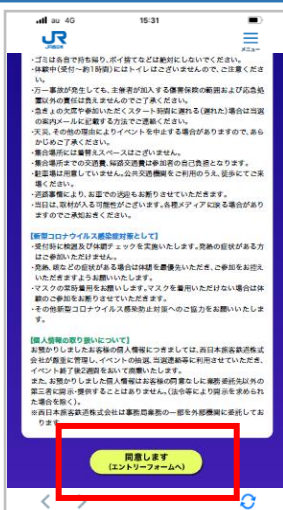 au 4G
15:31
JR
JR西日本
メニュー
・ゴミは各自で持ち帰り、ポイ捨てなどは絶対にしないでください。
・体験中(受付〜約1時間)にはトイレはございませんので、ご注意ください。
・万一事故が発生しても、主催者が加入する傷害保険の範囲および応急処置以外の責任は負えませんのでご了承ください。
・急きょの欠席や参加いただくスタート時間に遅れる(遅れた)場合は当選の案内メールに記載する方法でご連絡ください。
・天災、その他の理由によりイベントを中止する場合がありますので、あらかじめご了承ください。
・集合場所には着替えスペースはございません。
・集合場所までの交通費、宿泊交通費は参加者の自己負担となります。
・駐車場は用意していません。公共交通機関をご利用のうえ、徒歩にてご来場ください。
・道路事情により、お車での送迎もお断りさせていただきます。
・当日は、取材が入る可能性がございます。各種メディアに映る場合がありますのでご承知おきください。
【新型コロナウイルス感染症対策として】
・受付時に検温及び体調チェックを実施いたします。発熱の症状がある方はご参加いただけません。
・発熱、咳などの症状がある場合は体調を最優先いただき、ご参加をお控えいただきますようお願いいたします。
・マスクの常時着用をお願いします。マスクを着用いただけない場合は体験のご参加をお断りさせていただきます。
・その他新型コロナウイルス感染防止対策へのご協力をお願いいたします。
【個人情報の取り扱いについて】
お預かりしましたお客様の個人情報につきましては、西日本旅客鉄道株式会社が厳重に管理し、イベントの抽選、当選連絡等に利用させていただき、イベント終了後2週間をおいて廃棄いたします。
また、お預かりしました個人情報はお客様の同意なしに業務委託先以外の第三者に開示・提供することはありません。(法令等により開示を求められた場合を除く)。
※西日本旅客鉄道株式会社は事務局業務の一部を外部機関に委託しております。
同意します
(エントリーフォームへ)